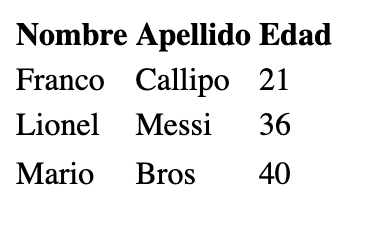 Nombre Apellido Edad
Franco Callipo 21
Lionel Messi 36
Mario Bros 40